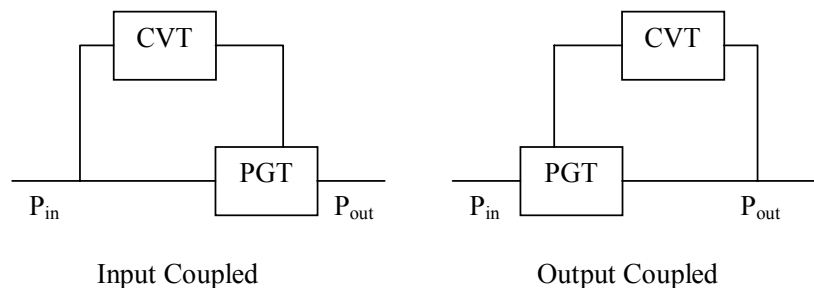 CVT
PGT
P_in
P_out
Input Coupled
CVT
PGT
P_in
P_out
Output Coupled